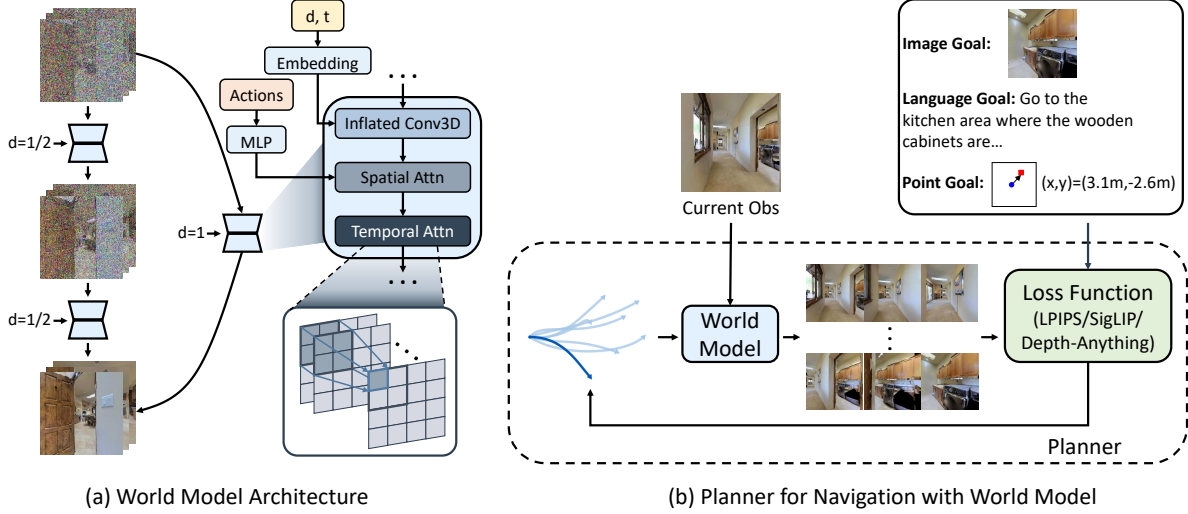 d, t
Embedding
Actions
MLP
Inflated Conv3D
Spatial Attn
Temporal Attn
d=1/2
d=1
d=1/2
(a) World Model Architecture
Image Goal:
Language Goal: Go to the
kitchen area where the wooden
cabinets are...
Point Goal: (x,y)=(3.1m,-2.6m)
Current Obs
World
Model
Loss Function
(LPIPS/SigLIP/
Depth-Anything)
Planner
(b) Planner for Navigation with World Model